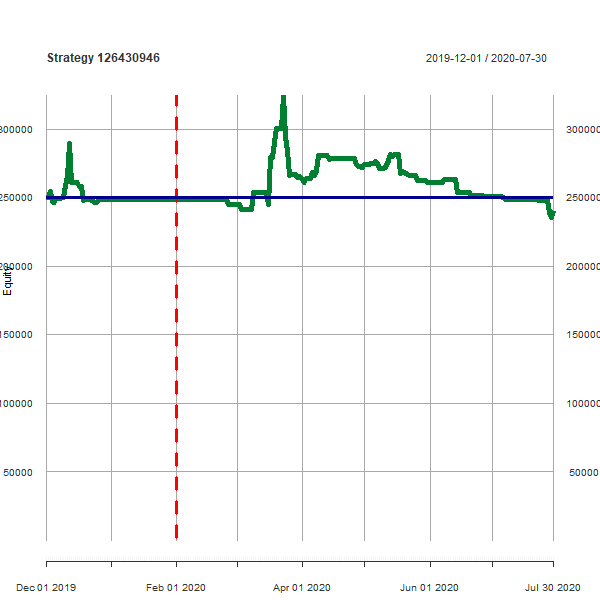 Strategy 126430946
2019-12-01 / 2020-07-30
300000
300000
250000
250000
200000
200000
Equity
150000
150000
100000
100000
50000
50000
Dec 01 2019
Feb 01 2020
Apr 01 2020
Jun 01 2020
Jul 30 2020